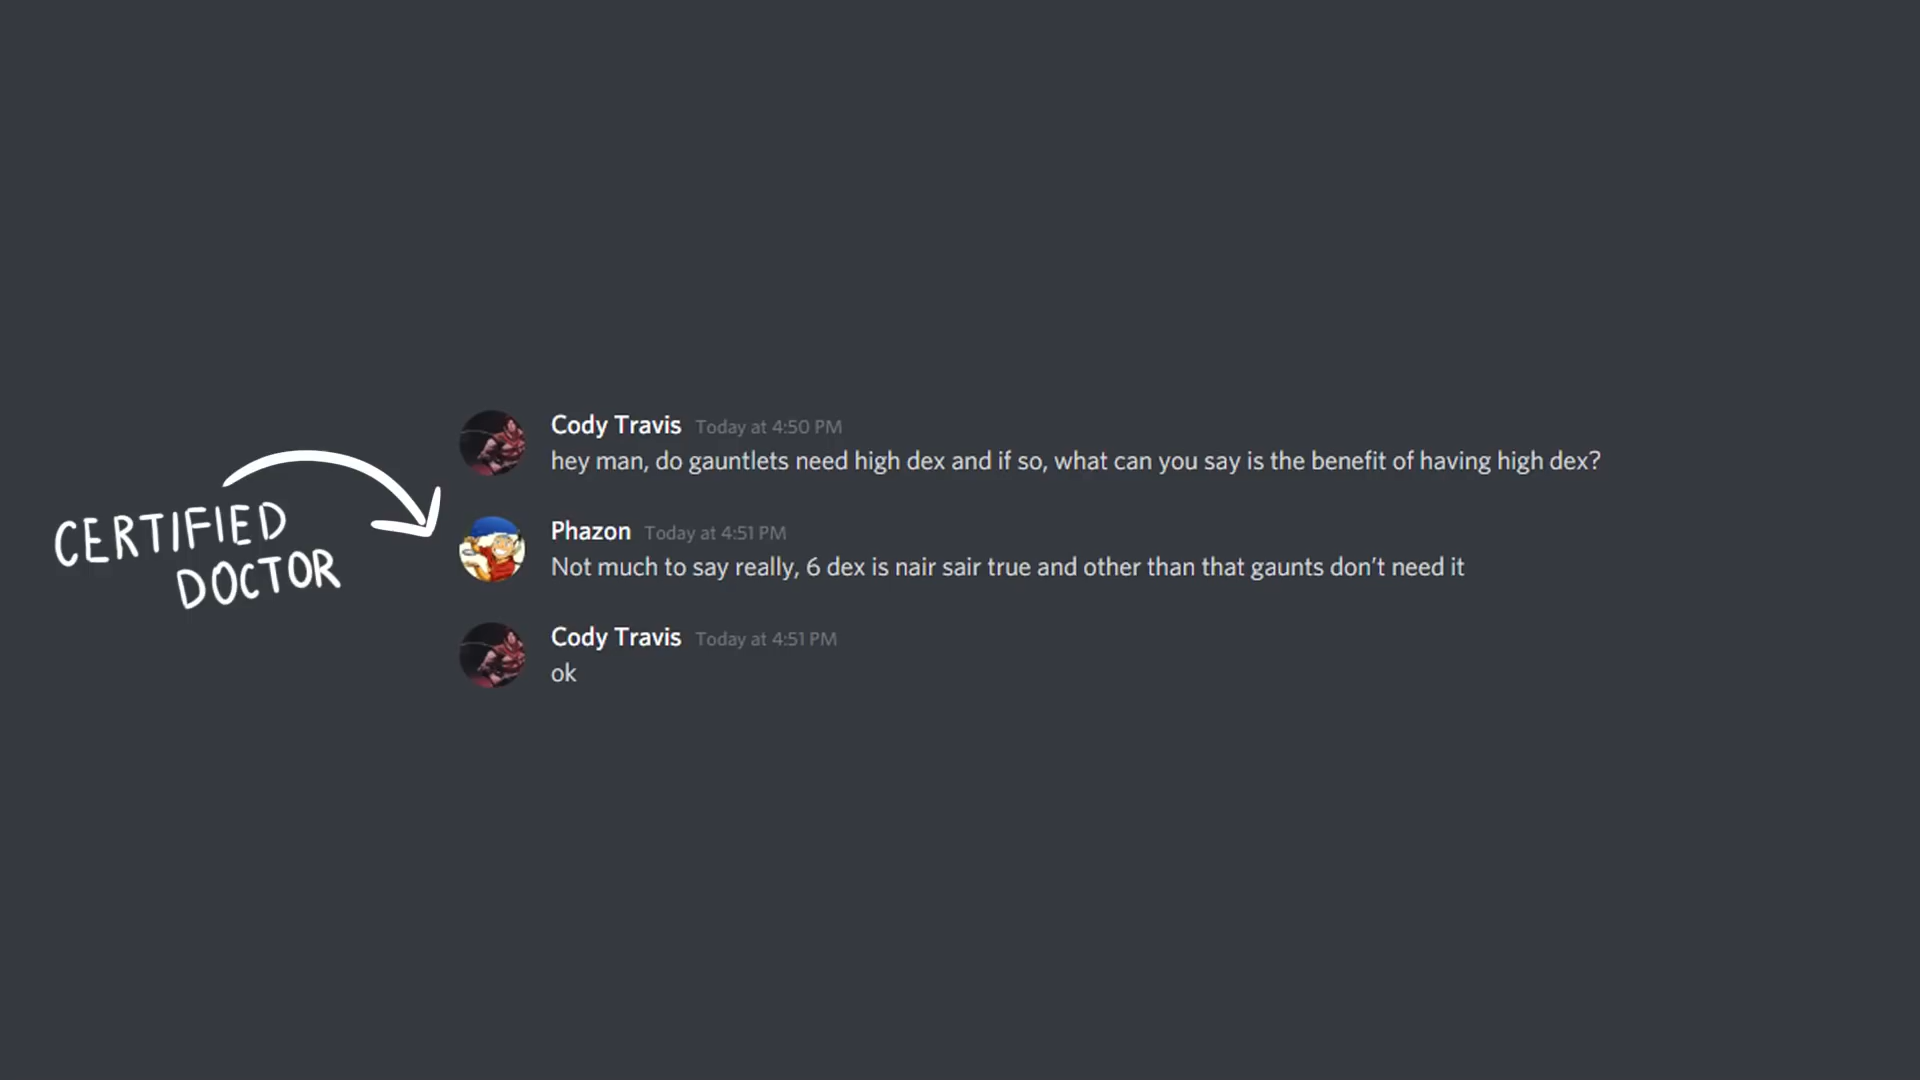 Cody Travis Today at 4:50 PM
hey man, do gauntlets need high dex and if so, what can you say is the benefit of having high dex?
CERTIFIED
DOCTOR
Phazon Today at 4:51 PM
Not much to say really, 6 dex is nair sair true and other than that gaunts don't need it
Cody Travis Today at 4:51 PM
ok